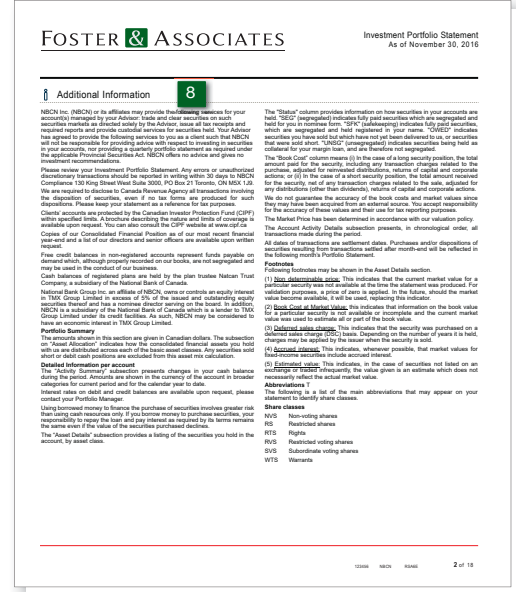 FOSTER & ASSOCIATES
Investment Portfolio Statement
As of November 30, 2016
Additional Information
8
NBCN Inc. (NBCN) or its affiliates may provide the following services for your
account(s) managed by your Advisor: trade and clear securities on such
securities markets as directed solely by the Advisor, issue all tax receipts and
required reports and provide custodial services for securities held. Your Advisor
has agreed to provide the following services to you as a client such that NBCN
will not be responsible for providing advice with respect to investing in securities
in your accounts, nor for providing a quarterly portfolio statement as required under
the applicable Provincial Securities Act. NBCN offers no advice and gives no
investment recommendations.
Please review your Investment Portfolio Statement. Any errors or unauthorized
discretionary transactions should be reported in writing within 30 days to NBCN
Compliance 130 King Street West Suite 3000, PO Box 21 Toronto, ON M5X 1J9.
We are required to disclose to Canada Revenue Agency all transactions involving
the disposition of securities, even if no tax forms are produced for such
dispositions. Please keep your statement as a reference for tax purposes.
Clients' accounts are protected by the Canadian Investor Protection Fund (CIPF)
within specified limits. A brochure describing the nature and limits of coverage is
available upon request. You can also consult the CIPF website at www.cipf.ca
Copies of our Consolidated Financial Position as of our most recent financial
year-end and a list of our directors and senior officers are available upon written
request.
Free credit balances in non-registered accounts represent funds payable on
demand which, although properly recorded on our books, are not segregated and
may be used in the conduct of our business.
Cash balances of registered plans are held by the plan trustee Natcan Trust
Company, a subsidiary of the National Bank of Canada.
National Bank Group Inc. an affiliate of NBCN, owns or controls an equity interest
in TMX Group Limited in excess of 5% of the issued and outstanding equity
securities thereof and has a nominee director serving on the board. In addition,
NBCN is a subsidiary of the National Bank of Canada which is a lender to TMX
Group Limited under its credit facilities. As such, NBCN may be considered to
have an economic interest in TMX Group Limited.
Portfolio Summary
The amounts shown in this section are given in Canadian dollars. The subsection
on "Asset Allocation" indicates how the consolidated financial assets you hold
with us are distributed across each of the basic asset classes. Any securities sold
short or debit cash positions are excluded from this asset mix calculation.
Detailed Information per account
The "Activity Summary" subsection presents changes in your cash balance
during the period. Amounts are shown in the currency of the account in broader
categories for current period and for the calendar year to date.
Interest rates on debit and credit balances are available upon request, please
contact your Portfolio Manager.
Using borrowed money to finance the purchase of securities involves greater risk
than using cash resources only. If you borrow money to purchase securities, your
responsibility to repay the loan and pay interest as required by its terms remains
the same even if the value of the securities purchased declines.
The "Asset Details" subsection provides a listing of the securities you hold in the
account, by asset class.
The "Status" column provides information on how securities in your accounts are
held. "SEG" (segregated) indicates fully paid securities which are segregated and
held for you in nominee form. "SFK" (safekeeping) indicates fully paid securities,
which are segregated and held registered in your name. "OWED" indicates
securities you have sold but which have not yet been delivered to us, or securities
that were sold short. "UNSG" (unsegregated) indicates securities being held as
collateral for your margin loan, and are therefore not segregated.
The "Book Cost" column means (i) In the case of a long security position, the total
amount paid for the security, including any transaction charges related to the
purchase, adjusted for reinvested distributions, returns of capital and corporate
actions; or (ii) in the case of a short security position, the total amount received
for the security, net of any transaction charges related to the sale, adjusted for
any distributions (other than dividends), returns of capital and corporate actions.
We do not guarantee the accuracy of the book costs and market values since
they may have been acquired from an external source. You accept responsibility
for the accuracy of these values and their use for tax reporting purposes.
The Market Price has been determined in accordance with our valuation policy.
The Account Activity Details subsection presents, in chronological order, all
transactions made during the period.
All dates of transactions are settlement dates. Purchases and/or dispositions of
securities resulting from transactions settled after month-end will be reflected in
the following month's Portfolio Statement.
Footnotes
Following footnotes may be shown in the Asset Details section.
(1) Non determinable price: This indicates that the current market value for a
particular security was not available at the time the statement was produced. For
validation purposes, a price of zero is applied. In the future, should the market
value become available, it will be used, replacing this indicator.
(2) Book Cost at Market Value: this indicates that information on the book value
for a particular security is not available or incomplete and the current market
value was used to estimate all or part of the book value.
(3) Deferred sales charge: This indicates that the security was purchased on a
deferred sales charge (DSC) basis. Depending on the number of years it is held,
charges may be applied by the issuer when the security is sold.
(4) Accrued interest: This indicates, whenever possible, that market values for
fixed-income securities include accrued interest.
(5) Estimated value: This indicates, in the case of securities not listed on an
exchange or traded infrequently, the value given is an estimate which does not
necessarily reflect the actual market value.
Abbreviations T
The following is a list of the main abbreviations that may appear on your
statement to identify share classes.
Share classes
NVS Non-voting shares
RS Restricted shares
RTS Rights
RVS Restricted voting shares
SVS Subordinate voting shares
WTS Warrants
123456 NBCN RSA6E 2 of 18